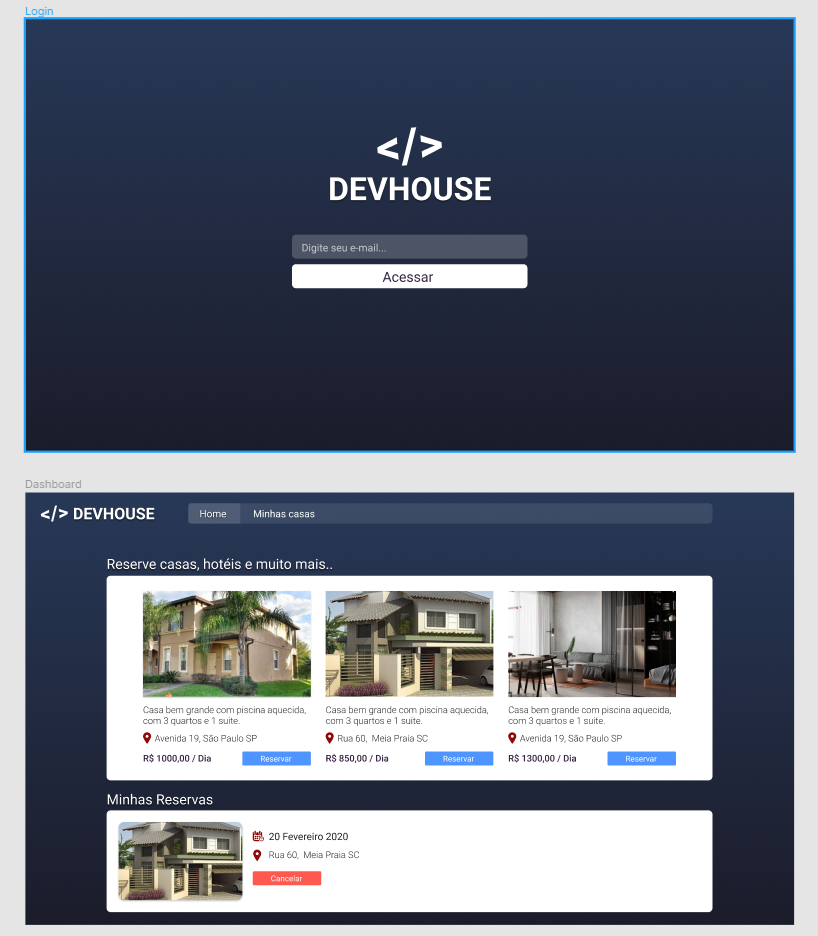 Login
</>
DEVHOUSE
Digite seu e-mail...
Acessar
Dashboard
</> DEVHOUSE
Home
Minhas casas
Reserve casas, hotéis e muito mais..
Casa bem grande com piscina aquecida,
com 3 quartos e 1 suite.
Avenida 19, São Paulo SP
R$ 1000,00 / Dia
Reservar
Casa bem grande com piscina aquecida,
com 3 quartos e 1 suite.
Rua 60, Meia Praia SC
R$ 850,00 / Dia
Reservar
Casa bem grande com piscina aquecida,
com 3 quartos e 1 suite.
Avenida 19, São Paulo SP
R$ 1300,00 / Dia
Reservar
Minhas Reservas
20 Fevereiro 2020
Rua 60, Meia Praia SC
Cancelar